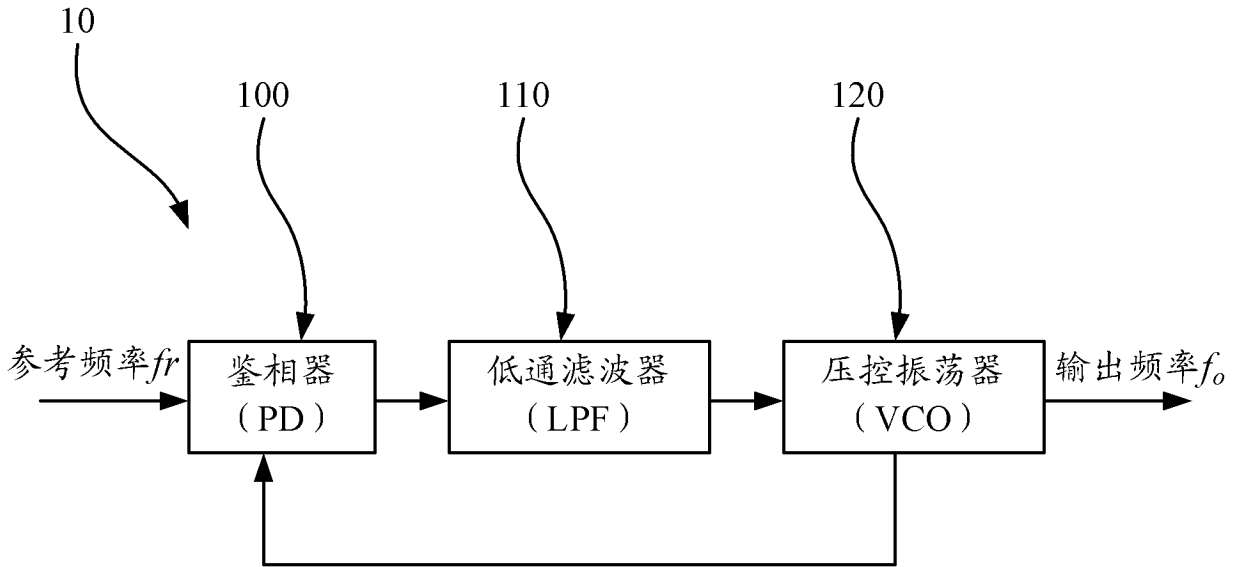 10
100
110
120
参考频率fr
鉴相器
（PD）
低通滤波器
（LPF）
压控振荡器
（VCO）
输出频率fo